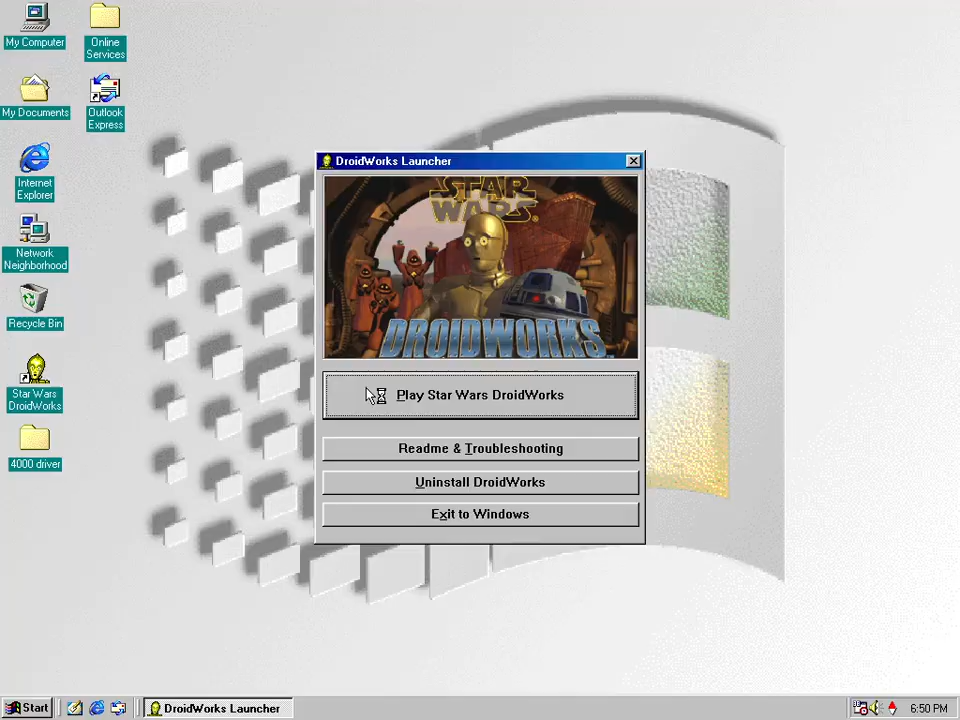 My Computer
Online
Services
My Documents
Outlook
Express
Internet
Explorer
Network
Neighborhood
Recycle Bin
Star Wars
DroidWorks
4000 driver
DroidWorks Launcher
STAR
WARS
DROIDWORKS
Play Star Wars DroidWorks
Readme & Troubleshooting
Uninstall DroidWorks
Exit to Windows
Start
DroidWorks Launcher
6:50 PM